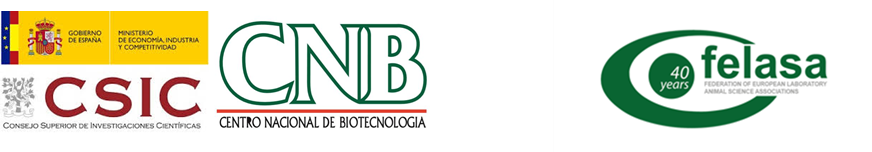 GOBIERNO
DE ESPAÑA
MINISTERIO
DE ECONOMÍA, INDUSTRIA
Y COMPETITIVIDAD
CSIC
CONSEJO SUPERIOR DE INVESTIGACIONES CIENTÍFICAS
CNB
CENTRO NACIONAL DE BIOTECNOLOGIA
40
years
felasa
FEDERATION OF EUROPEAN LABORATORY
ANIMAL SCIENCE ASSOCIATIONS